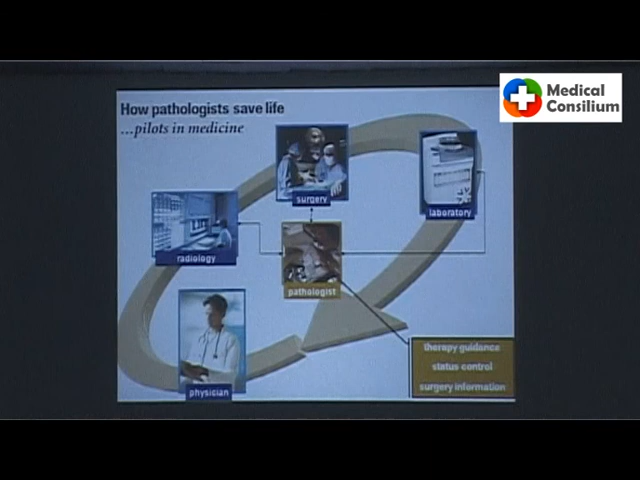 Medical
Consilium
How pathologists save life
...pilots in medicine
surgery
laboratory
radiology
pathologist
physician
therapy guidance
status control
surgery information